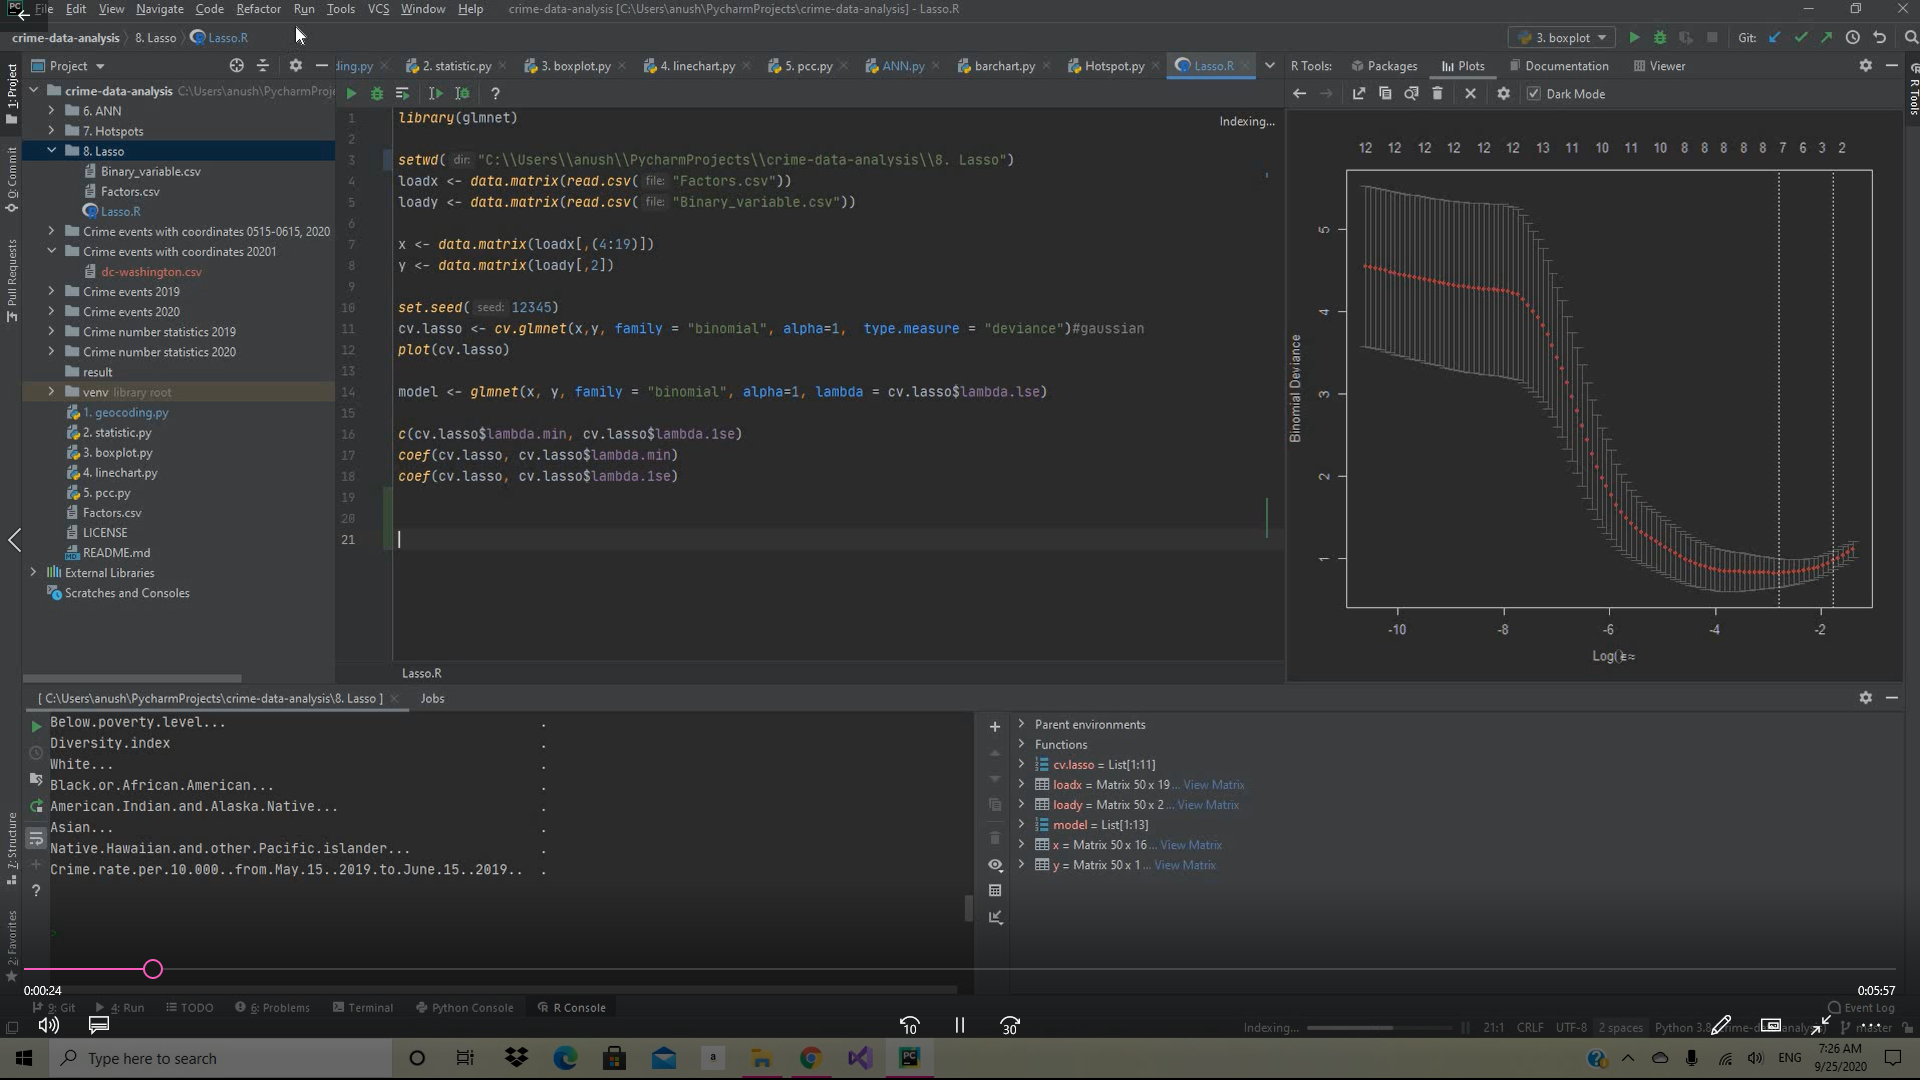 File Edit View Navigate Code Refactor Run Tools VCS Window Help crime-data-analysis [C:\Users\anush\PycharmProjects\crime-data-analysis] - Lasso.R
crime-data-analysis 8. Lasso Lasso.R
3. boxplot Git:
Project
ding.py 2. statistic.py 3. boxplot.py 4. linechart.py 5. pcc.py ANN.py barchart.py Hotspot.py Lasso.R
R Tools: Packages Plots Documentation Viewer
Dark Mode
1: Project
0: Commit
Pull Requests
7: Structure
2: Favorites
R Tools
crime-data-analysis C:\Users\anush\PycharmProje
6. ANN
7. Hotspots
8. Lasso
Binary_variable.csv
Factors.csv
Lasso.R
Crime events with coordinates 0515-0615, 2020
Crime events with coordinates 20201
dc-washington.csv
Crime events 2019
Crime events 2020
Crime number statistics 2019
Crime number statistics 2020
result
venv library root
1. geocoding.py
2. statistic.py
3. boxplot.py
4. linechart.py
5. pcc.py
Factors.csv
LICENSE
README.md
External Libraries
Scratches and Consoles
Indexing...
1 library(glmnet)
2
3 setwd( dir: "C:\\Users\\anush\\PycharmProjects\\crime-data-analysis\\8. Lasso")
4 loadx <- data.matrix(read.csv( file: "Factors.csv"))
5 loady <- data.matrix(read.csv( file: "Binary_variable.csv"))
6
7 x <- data.matrix(loadx[,(4:19)])
8 y <- data.matrix(loady[,2])
9
10 set.seed( seed: 12345)
11 cv.lasso <- cv.glmnet(x,y, family = "binomial", alpha=1,  type.measure = "deviance")#gaussian
12 plot(cv.lasso)
13
14 model <- glmnet(x, y, family = "binomial", alpha=1, lambda = cv.lasso$lambda.lse)
15
16 c(cv.lasso$lambda.min, cv.lasso$lambda.1se)
17 coef(cv.lasso, cv.lasso$lambda.min)
18 coef(cv.lasso, cv.lasso$lambda.1se)
19
20
21
Lasso.R
12 12 12 12 12 12 13 11 10 11 10 8 8 8 8 7 6 3 2
5
4
3
2
1
Binomial Deviance
-10 -8 -6 -4 -2
[ C:\Users\anush\PycharmProjects\crime-data-analysis\8. Lasso ] Jobs
Below.poverty.level... .
Diversity.index .
White... .
Black.or.African.American... .
American.Indian.and.Alaska.Native... .
Asian... .
Native.Hawaiian.and.other.Pacific.islander... .
Crime.rate.per.10.000..from.May.15..2019.to.June.15..2019.. .
>
Parent environments
Functions
cv.lasso = List[1:11]
loadx = Matrix 50 x 19... View Matrix
loady = Matrix 50 x 2... View Matrix
model = List[1:13]
x = Matrix 50 x 16... View Matrix
y = Matrix 50 x 1... View Matrix
0:00:24 0:05:57
9: Git 4: Run TODO 6: Problems Terminal Python Console R Console Event Log
10 30
Indexing... 21:1 CRLF UTF-8 2 spaces Python 3.8 master
Type here to search
ENG
7:26 AM
9/25/2020